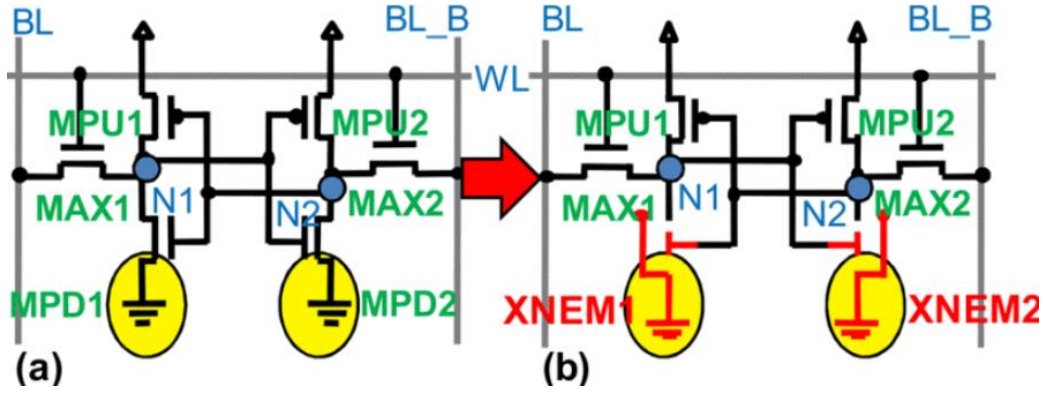 BL BL_B BL BL_B
WL
MPU1 MPU2 MPU1 MPU2
MAX1 N1 N2 MAX2 MAX1 N1 N2 MAX2
MPD1 MPD2 XNEM1 XNEM2
(a) (b)